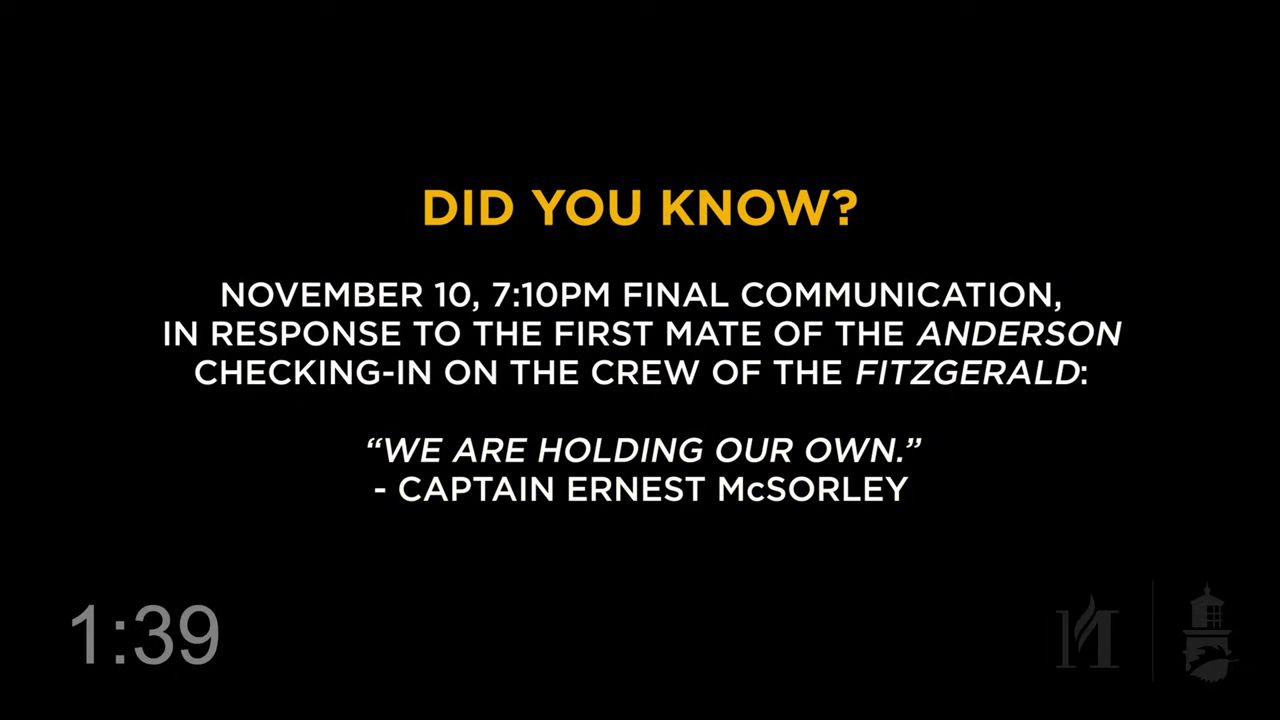 DID YOU KNOW?
NOVEMBER 10, 7:10PM FINAL COMMUNICATION,
IN RESPONSE TO THE FIRST MATE OF THE ANDERSON
CHECKING-IN ON THE CREW OF THE FITZGERALD:
“WE ARE HOLDING OUR OWN.”
- CAPTAIN ERNEST McSORLEY
1:39